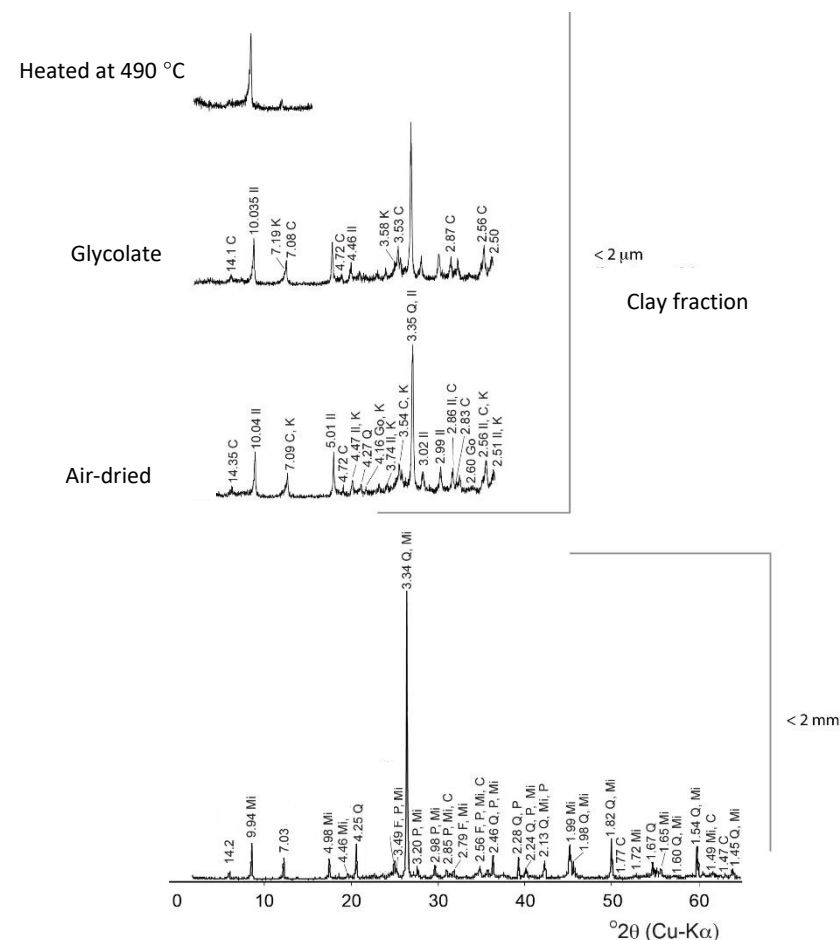 Heated at 490 °C
Glycolate
14.1 C
10.035 Il
7.19 K
7.08 C
4.72 C
4.46 Il
3.58 K
3.53 C
2.87 C
2.56 C
2.50
< 2 μm
Clay fraction
Air-dried
14.35 C
10.04 Il
7.09 C, K
5.01 Il
4.72 C
4.47 Il, K
4.27 Q
4.16 Go, K
3.74 Il, K
3.54 C, K
3.35 Q, Il
3.02 Il
2.99 Il
2.86 Il, C
2.83 C
2.60 Go
2.56 Il, C, K
2.51 Il, K
< 2 mm
14.2
9.94 Mi
7.03
4.98 Mi
4.46 Mi,
4.25 Q
3.49 F, P, Mi
3.34 Q, Mi
3.20 P, Mi
2.98 P, Mi
2.85 P, Mi, C
2.79 F, Mi
2.56 F, P, Mi, C
2.46 Q, P, Mi
2.28 Q, P
2.24 Q, P, Mi
2.13 Q, Mi, P
1.99 Mi
1.98 Q, Mi
1.82 Q, Mi
1.77 C
1.72 Mi
1.67 Q
1.65 Mi
1.60 Q, Mi
1.54 Q, Mi
1.49 Mi, C
1.47 C
1.45 Q, Mi
0 10 20 30 40 50 60
°2θ (Cu-Kα)